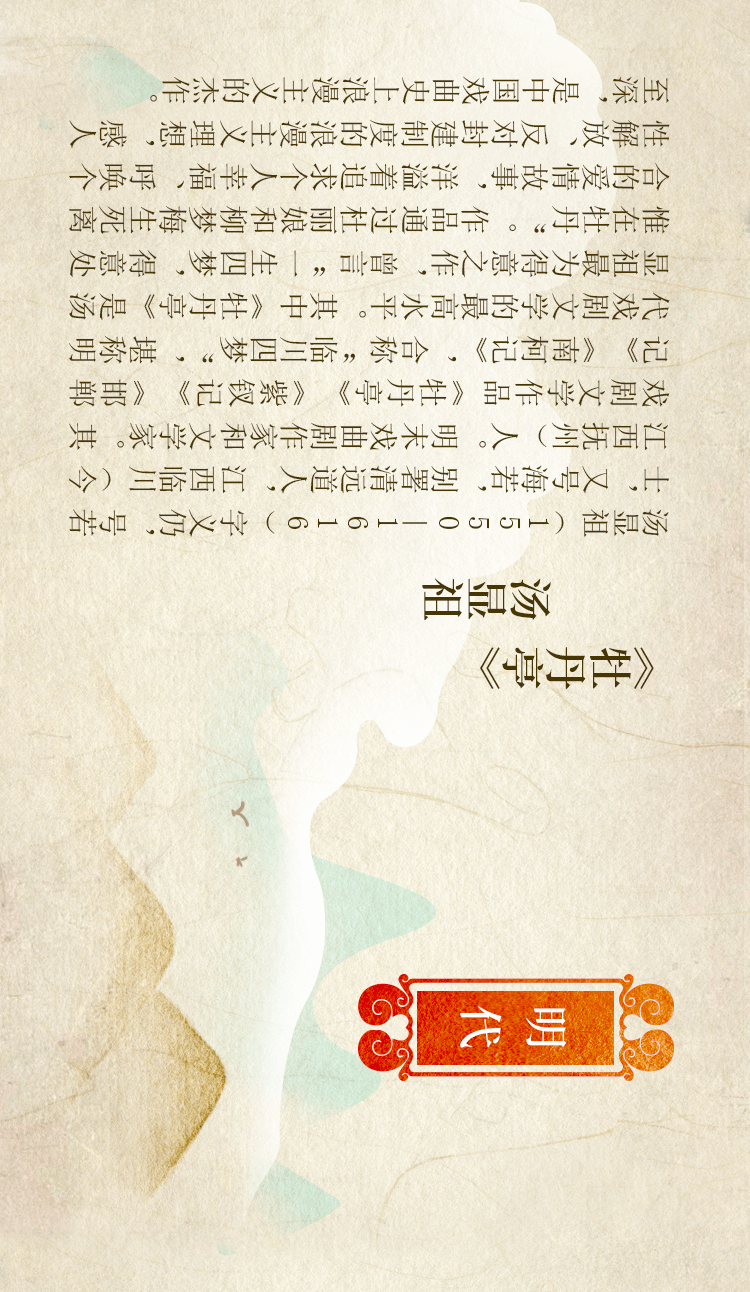 明代
《牡丹亭》
汤显祖
汤显祖（1550—1616）字义仍，号若
士，又号海若，别署清远道人，江西临川（今
江西抚州）人。明末戏曲剧作家和文学家。其
戏剧文学作品《牡丹亭》《紫钗记》《邯郸
记》《南柯记》，合称“临川四梦”，堪称明
代戏剧文学的最高水平。其中《牡丹亭》是汤
显祖最为得意之作，曾言“一生四梦，得意处
惟在牡丹”。作品通过杜丽娘和柳梦梅生死离
合的爱情故事，洋溢着追求个人幸福、呼唤个
性解放、反对封建制度的浪漫主义理想，感人
至深，是中国戏曲史上浪漫主义的杰作。